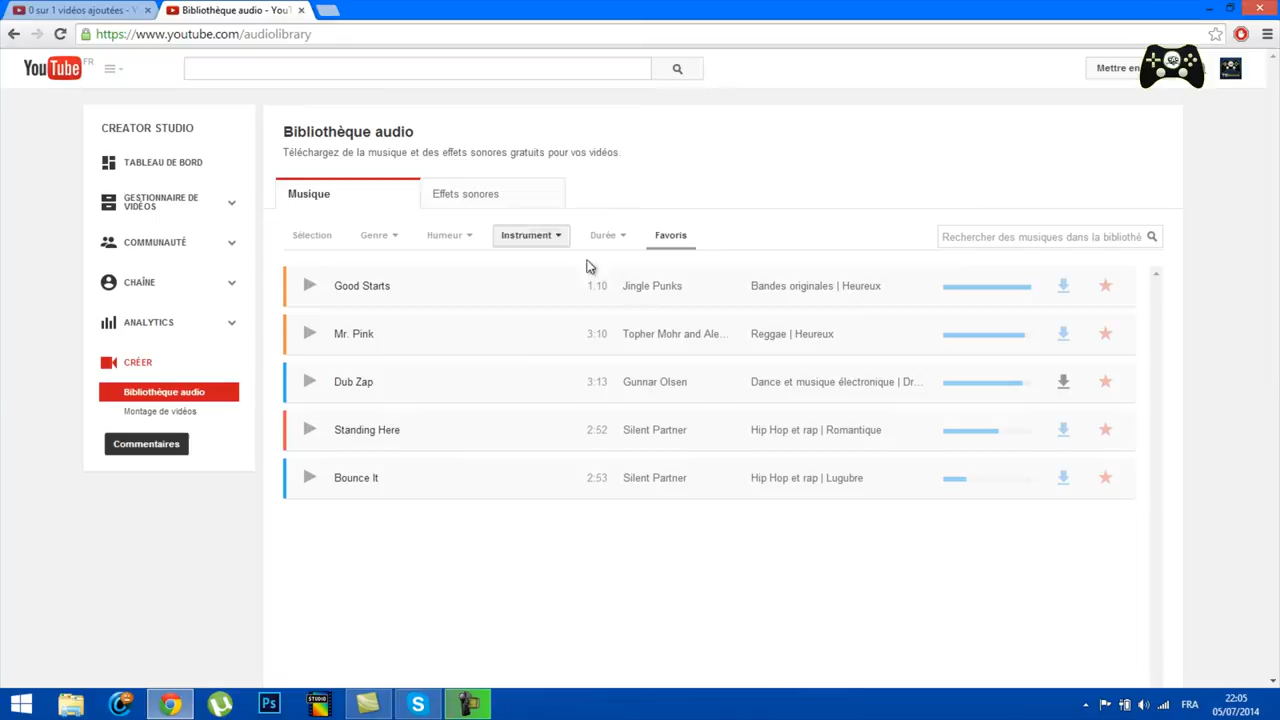 0 sur 1 vidéos ajoutées - Yo
Bibliothèque audio - YouT
https://www.youtube.com/audiolibrary
YouTube FR
Mettre en
CREATOR STUDIO
TABLEAU DE BORD
GESTIONNAIRE DE
VIDÉOS
COMMUNAUTÉ
CHAÎNE
ANALYTICS
CRÉER
Bibliothèque audio
Montage de vidéos
Commentaires
Bibliothèque audio
Téléchargez de la musique et des effets sonores gratuits pour vos vidéos.
Musique Effets sonores
Sélection Genre Humeur Instrument Durée Favoris Rechercher des musiques dans la bibliothè
Good Starts 1:10 Jingle Punks Bandes originales | Heureux
Mr. Pink 3:10 Topher Mohr and Ale... Reggae | Heureux
Dub Zap 3:13 Gunnar Olsen Dance et musique électronique | Dr...
Standing Here 2:52 Silent Partner Hip Hop et rap | Romantique
Bounce It 2:53 Silent Partner Hip Hop et rap | Lugubre
Ps STUDIO S FRA 22:05
05/07/2014